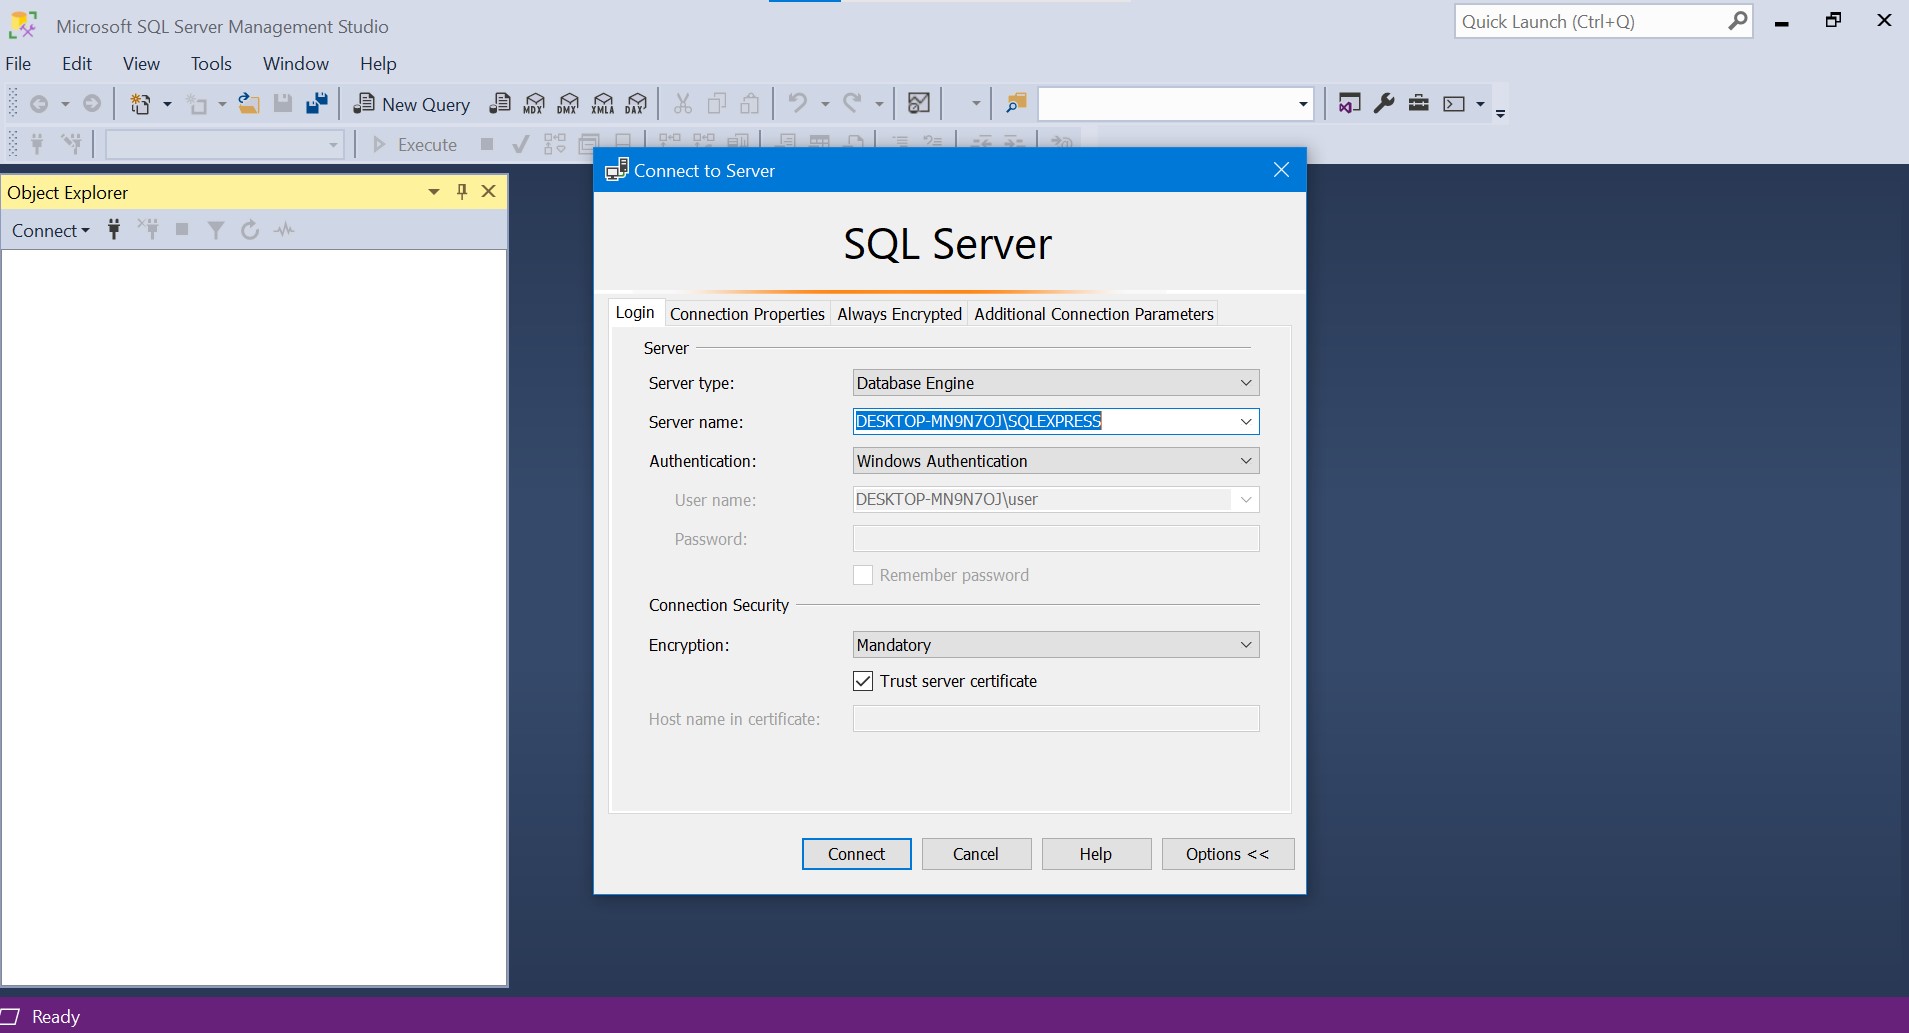 Microsoft SQL Server Management Studio
Quick Launch (Ctrl+Q)
File Edit View Tools Window Help
New Query MDX DMX XMLA DAX
Execute
Connect to Server
Object Explorer
Connect
SQL Server
Login Connection Properties Always Encrypted Additional Connection Parameters
Server
Server type: Database Engine
Server name: DESKTOP-MN9N7OJ\SQLEXPRESS
Authentication: Windows Authentication
User name: DESKTOP-MN9N7OJ\user
Password:
Remember password
Connection Security
Encryption: Mandatory
Trust server certificate
Host name in certificate:
Connect Cancel Help Options <<
Ready